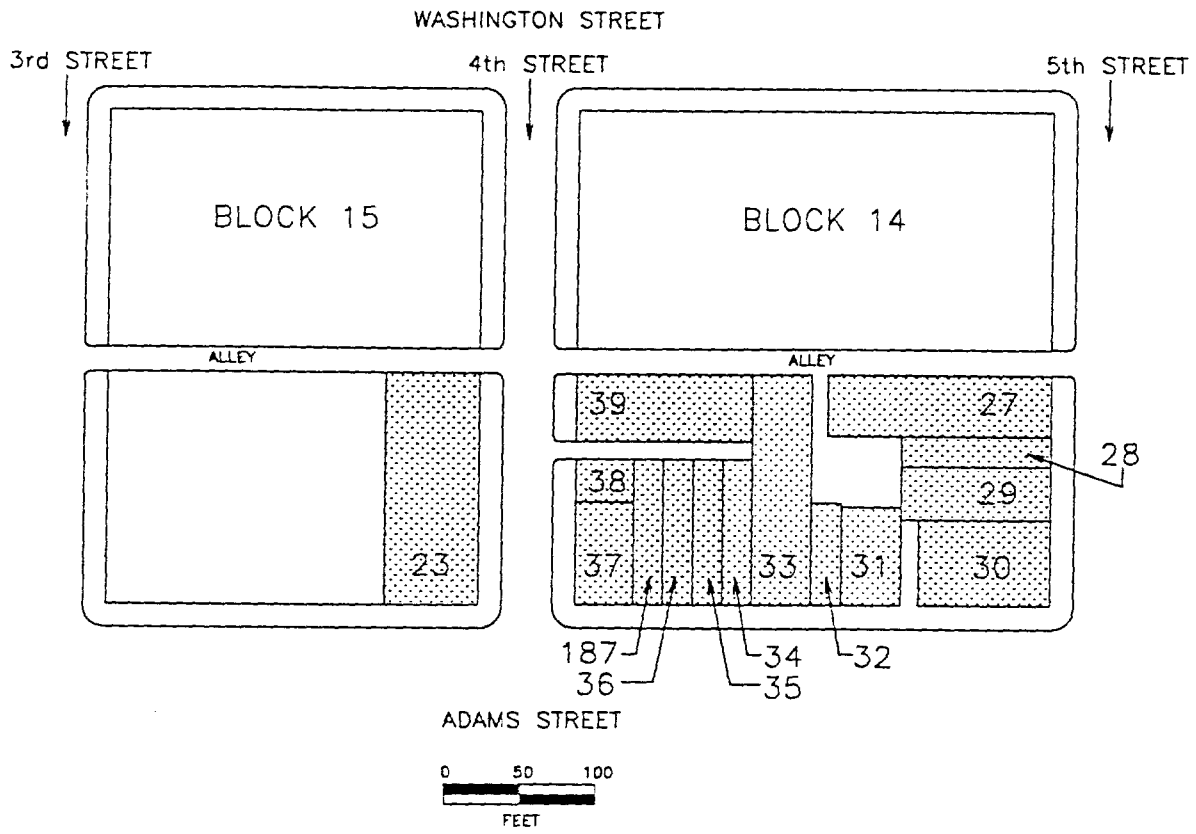 WASHINGTON STREET
3rd STREET
4th STREET
5th STREET
BLOCK 15
BLOCK 14
ALLEY
ALLEY
39
27
28
38
29
23
37
33
31
30
187
34
32
36
35
ADAMS STREET
0 50 100
FEET